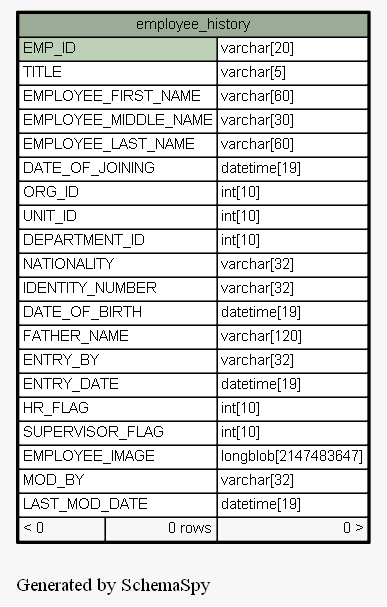 employee_history
EMP_ID varchar[20]
TITLE varchar[5]
EMPLOYEE_FIRST_NAME varchar[60]
EMPLOYEE_MIDDLE_NAME varchar[30]
EMPLOYEE_LAST_NAME varchar[60]
DATE_OF_JOINING datetime[19]
ORG_ID int[10]
UNIT_ID int[10]
DEPARTMENT_ID int[10]
NATIONALITY varchar[32]
IDENTITY_NUMBER varchar[32]
DATE_OF_BIRTH datetime[19]
FATHER_NAME varchar[120]
ENTRY_BY varchar[32]
ENTRY_DATE datetime[19]
HR_FLAG int[10]
SUPERVISOR_FLAG int[10]
EMPLOYEE_IMAGE longblob[2147483647]
MOD_BY varchar[32]
LAST_MOD_DATE datetime[19]
< 0 0 rows 0 >
Generated by SchemaSpy